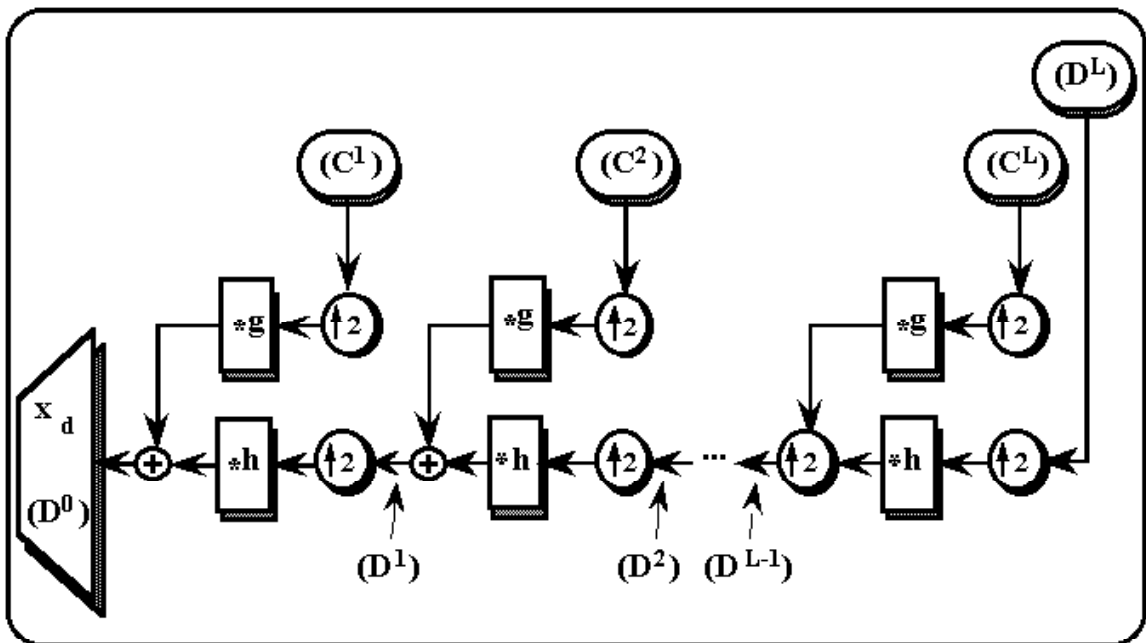 (D^L)
(C^1) (C^2) (C^L)
*g ↑2 *g ↑2 *g ↑2
x_d
+ *h ↑2 + *h ↑2 ... ↑2 *h ↑2
(D^0)
(D^1) (D^2) (D^{L-1})